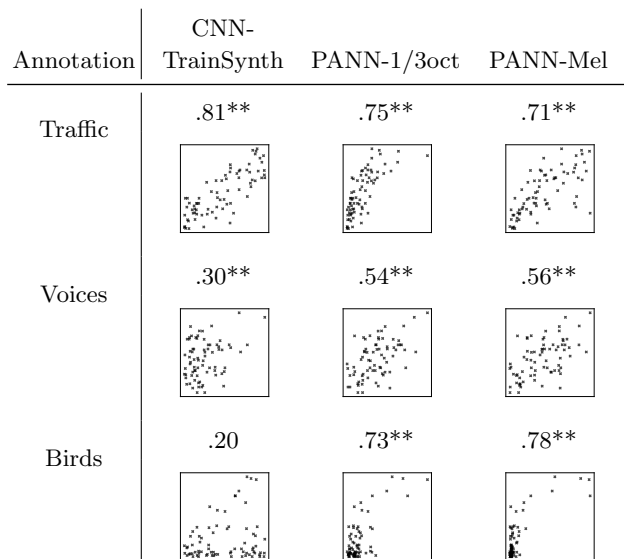 CNN-
Annotation TrainSynth PANN-1/3oct PANN-Mel
.81** .75** .71**
Traffic
.30** .54** .56**
Voices
.20 .73** .78**
Birds